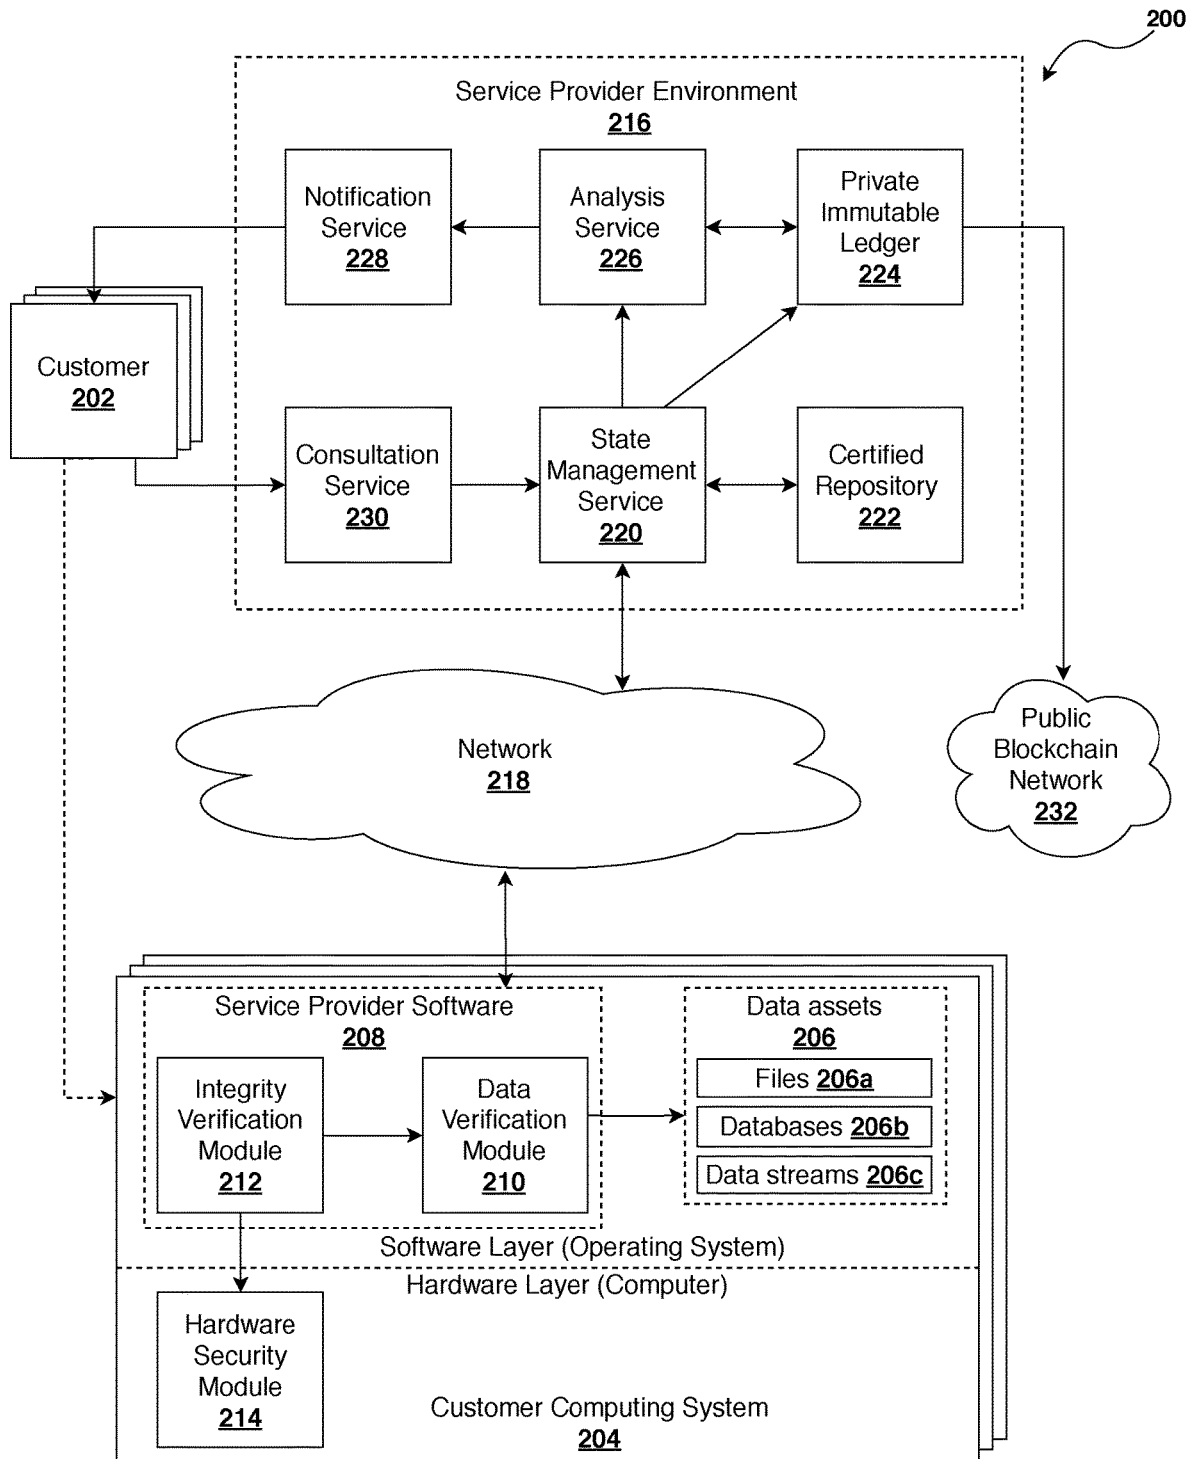 200
Service Provider Environment
216
Notification
Service
228
Analysis
Service
226
Private
Immutable
Ledger
224
Customer
202
Consultation
Service
230
State
Management
Service
220
Certified
Repository
222
Network
218
Public
Blockchain
Network
232
Service Provider Software
208
Integrity
Verification
Module
212
Data
Verification
Module
210
Data assets
206
Files 206a
Databases 206b
Data streams 206c
Software Layer (Operating System)
Hardware Layer (Computer)
Hardware
Security
Module
214
Customer Computing System
204